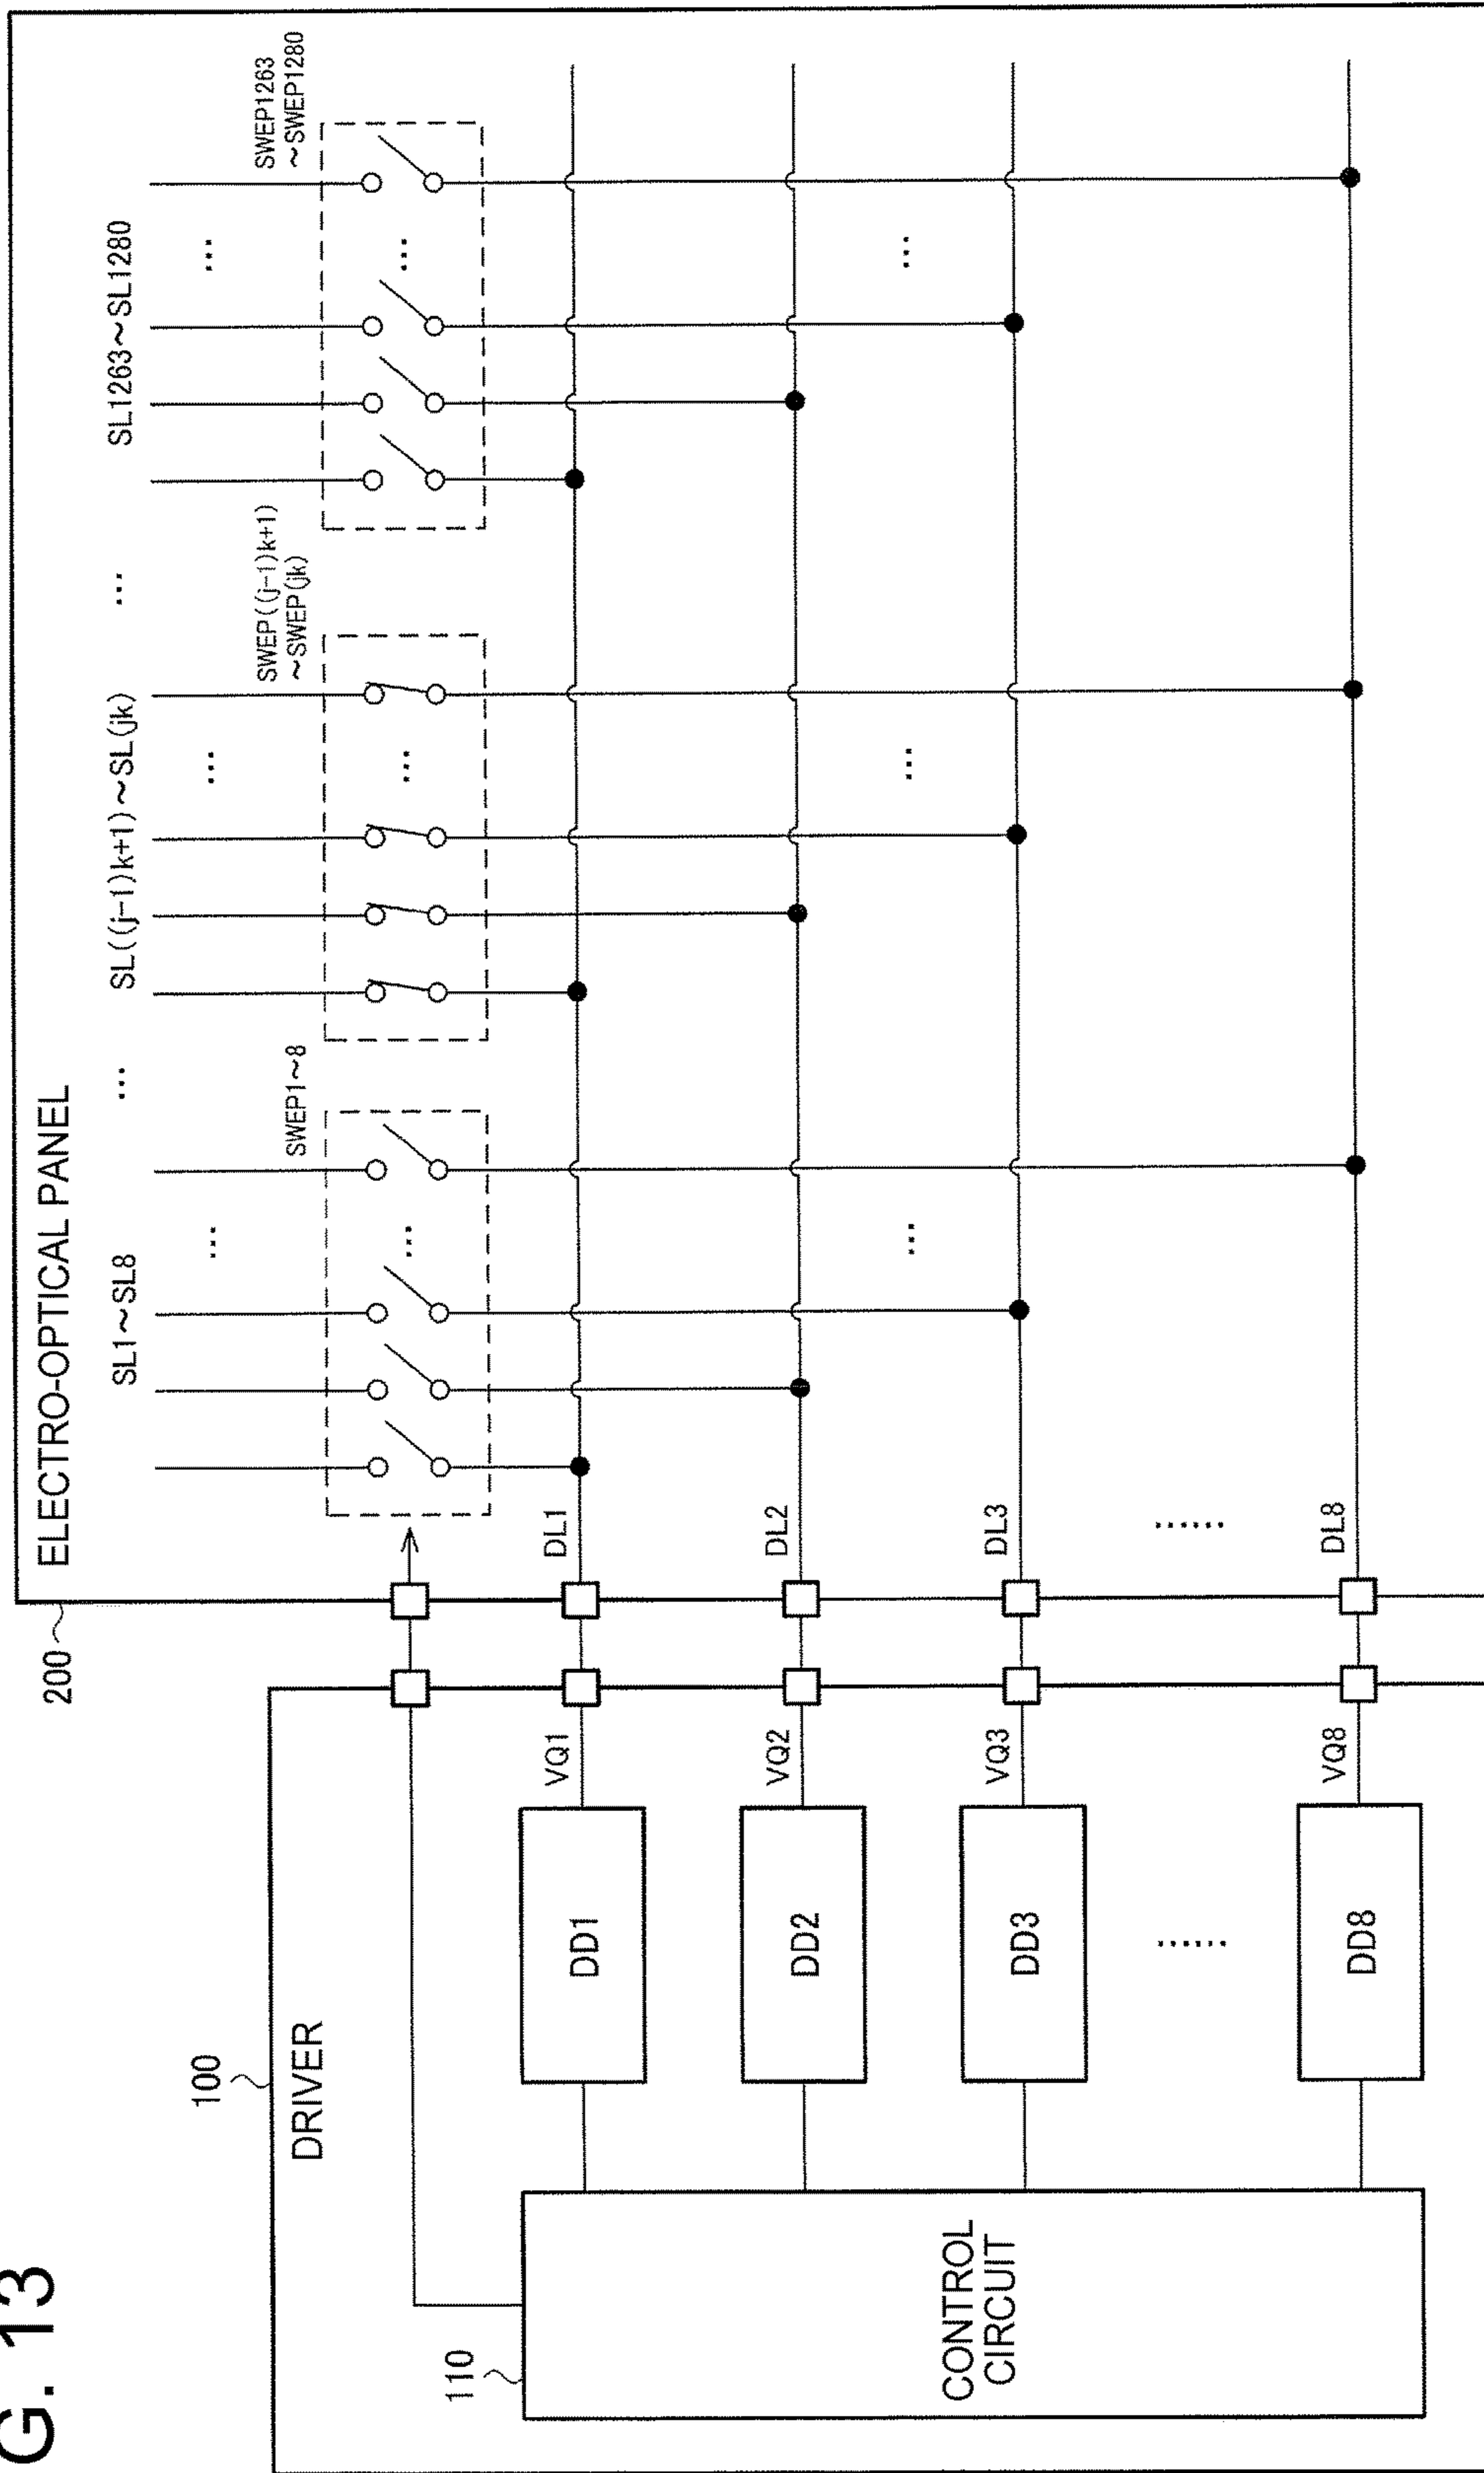 G. 13
200
ELECTRO-OPTICAL PANEL
SL1~SL8
...
SL((j-1)k+1)~SL(jk)
...
SL1263~SL1280
...
...
...
SWEP1~8
SWEP((j-1)k+1)
~SWEP(jk)
SWEP1263
~SWEP1280
...
...
...
100
DRIVER
110
CONTROL
CIRCUIT
DD1
VQ1
DL1
DD2
VQ2
DL2
DD3
VQ3
DL3
...
...
...
......
......
DD8
VQ8
DL8